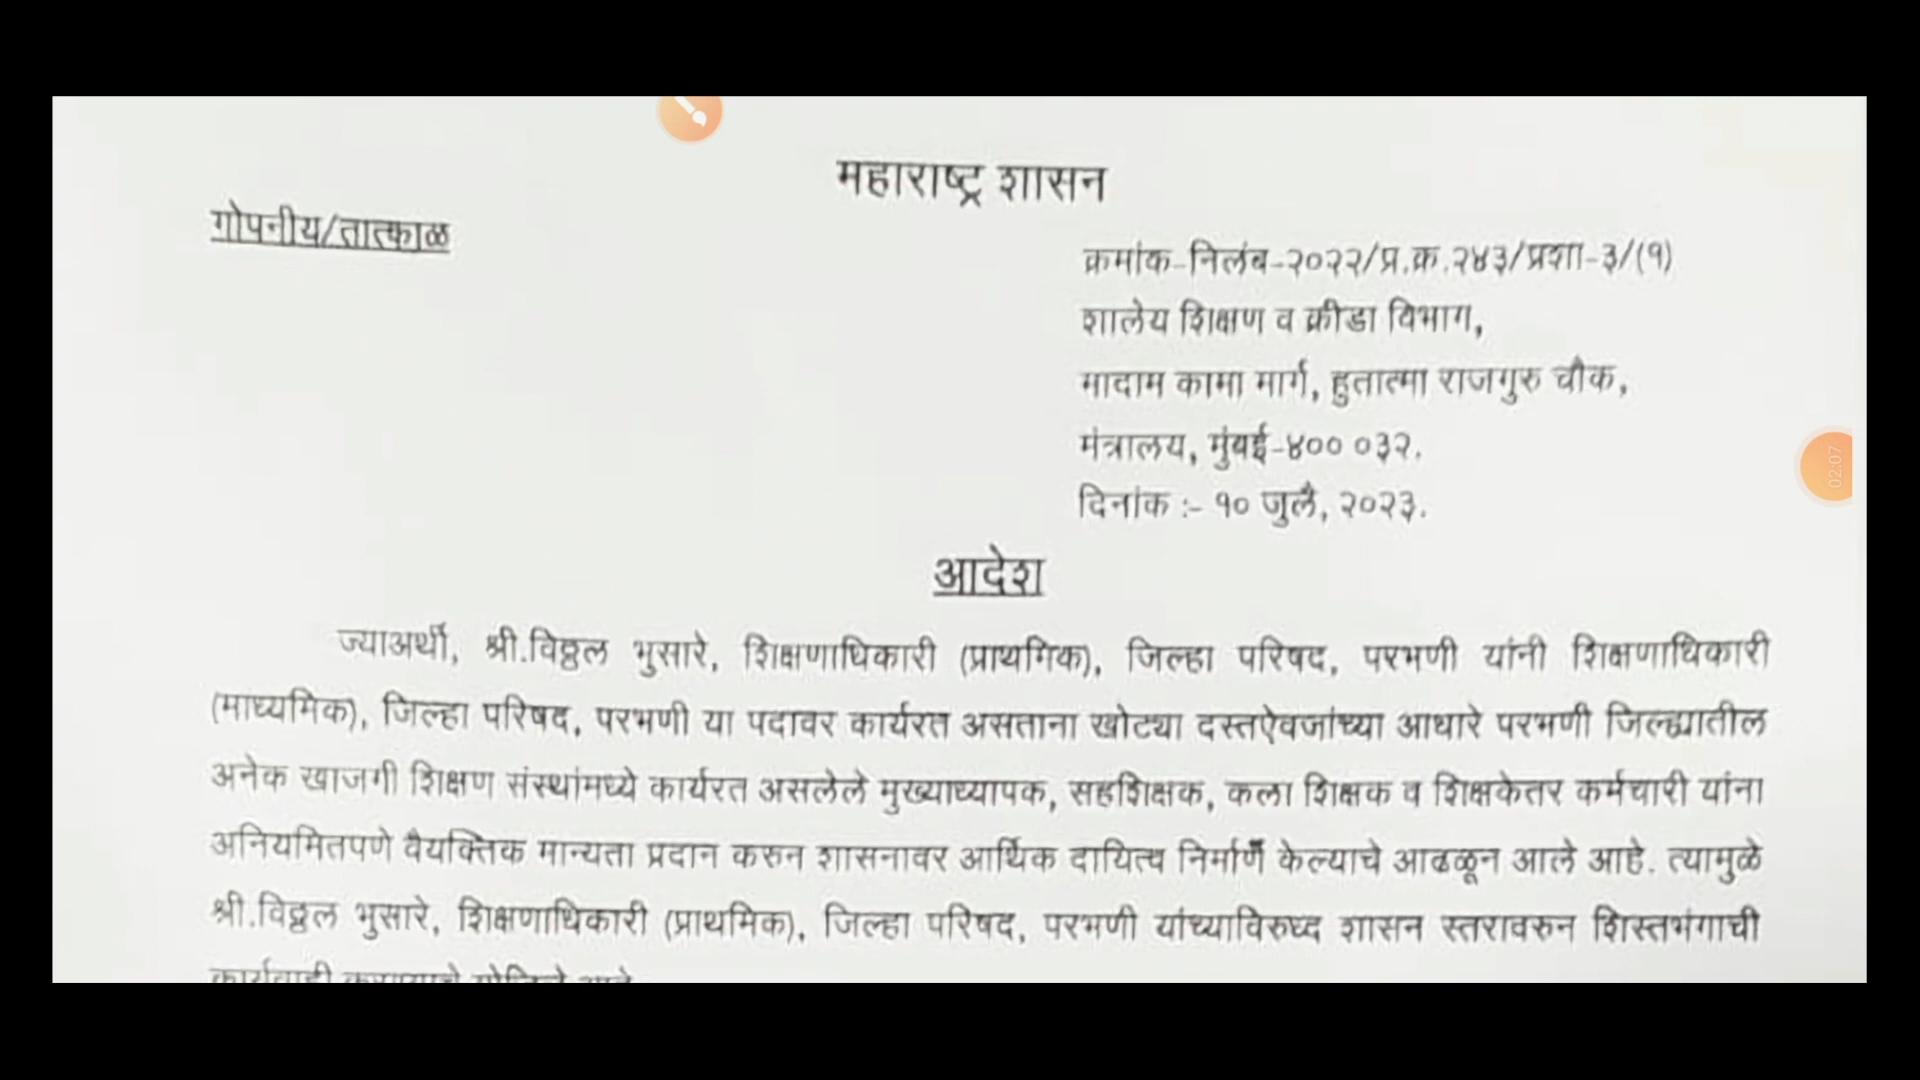 महाराष्ट्र शासन
गोपनीय/तात्काळ
क्रमांक-निलंब-२०२२/प्र.क्र.२४३/प्रशा-३/(१)
शालेय शिक्षण व क्रीडा विभाग,
मादाम कामा मार्ग, हुतात्मा राजगुरु चौक,
मंत्रालय, मुंबई-४०० ०३२.
दिनांक :- १० जुलै, २०२३.
02:07
आदेश
ज्याअर्थी, श्री.विठ्ठल भुसारे, शिक्षणाधिकारी (प्राथमिक), जिल्हा परिषद, परभणी यांनी शिक्षणाधिकारी
(माध्यमिक), जिल्हा परिषद, परभणी या पदावर कार्यरत असताना खोट्या दस्तऐवजांच्या आधारे परभणी जिल्ह्यातील
अनेक खाजगी शिक्षण संस्थांमध्ये कार्यरत असलेले मुख्याध्यापक, सहशिक्षक, कला शिक्षक व शिक्षकेतर कर्मचारी यांना
अनियमितपणे वैयक्तिक मान्यता प्रदान करुन शासनावर आर्थिक दायित्व निर्माण केल्याचे आढळून आले आहे. त्यामुळे
श्री.विठ्ठल भुसारे, शिक्षणाधिकारी (प्राथमिक), जिल्हा परिषद, परभणी यांच्याविरुध्द शासन स्तरावरुन शिस्तभंगाची